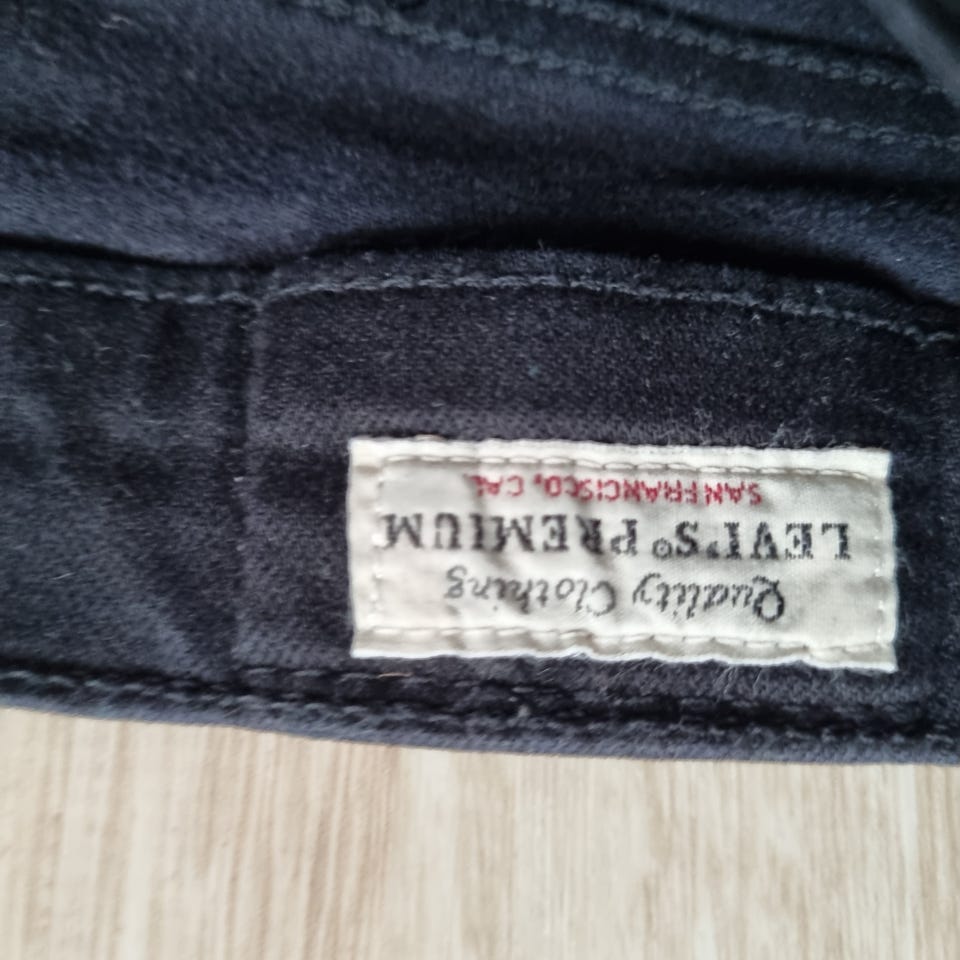 Quality Clothing
LEVI'S® PREMIUM
SAN FRANCISCO, CAL